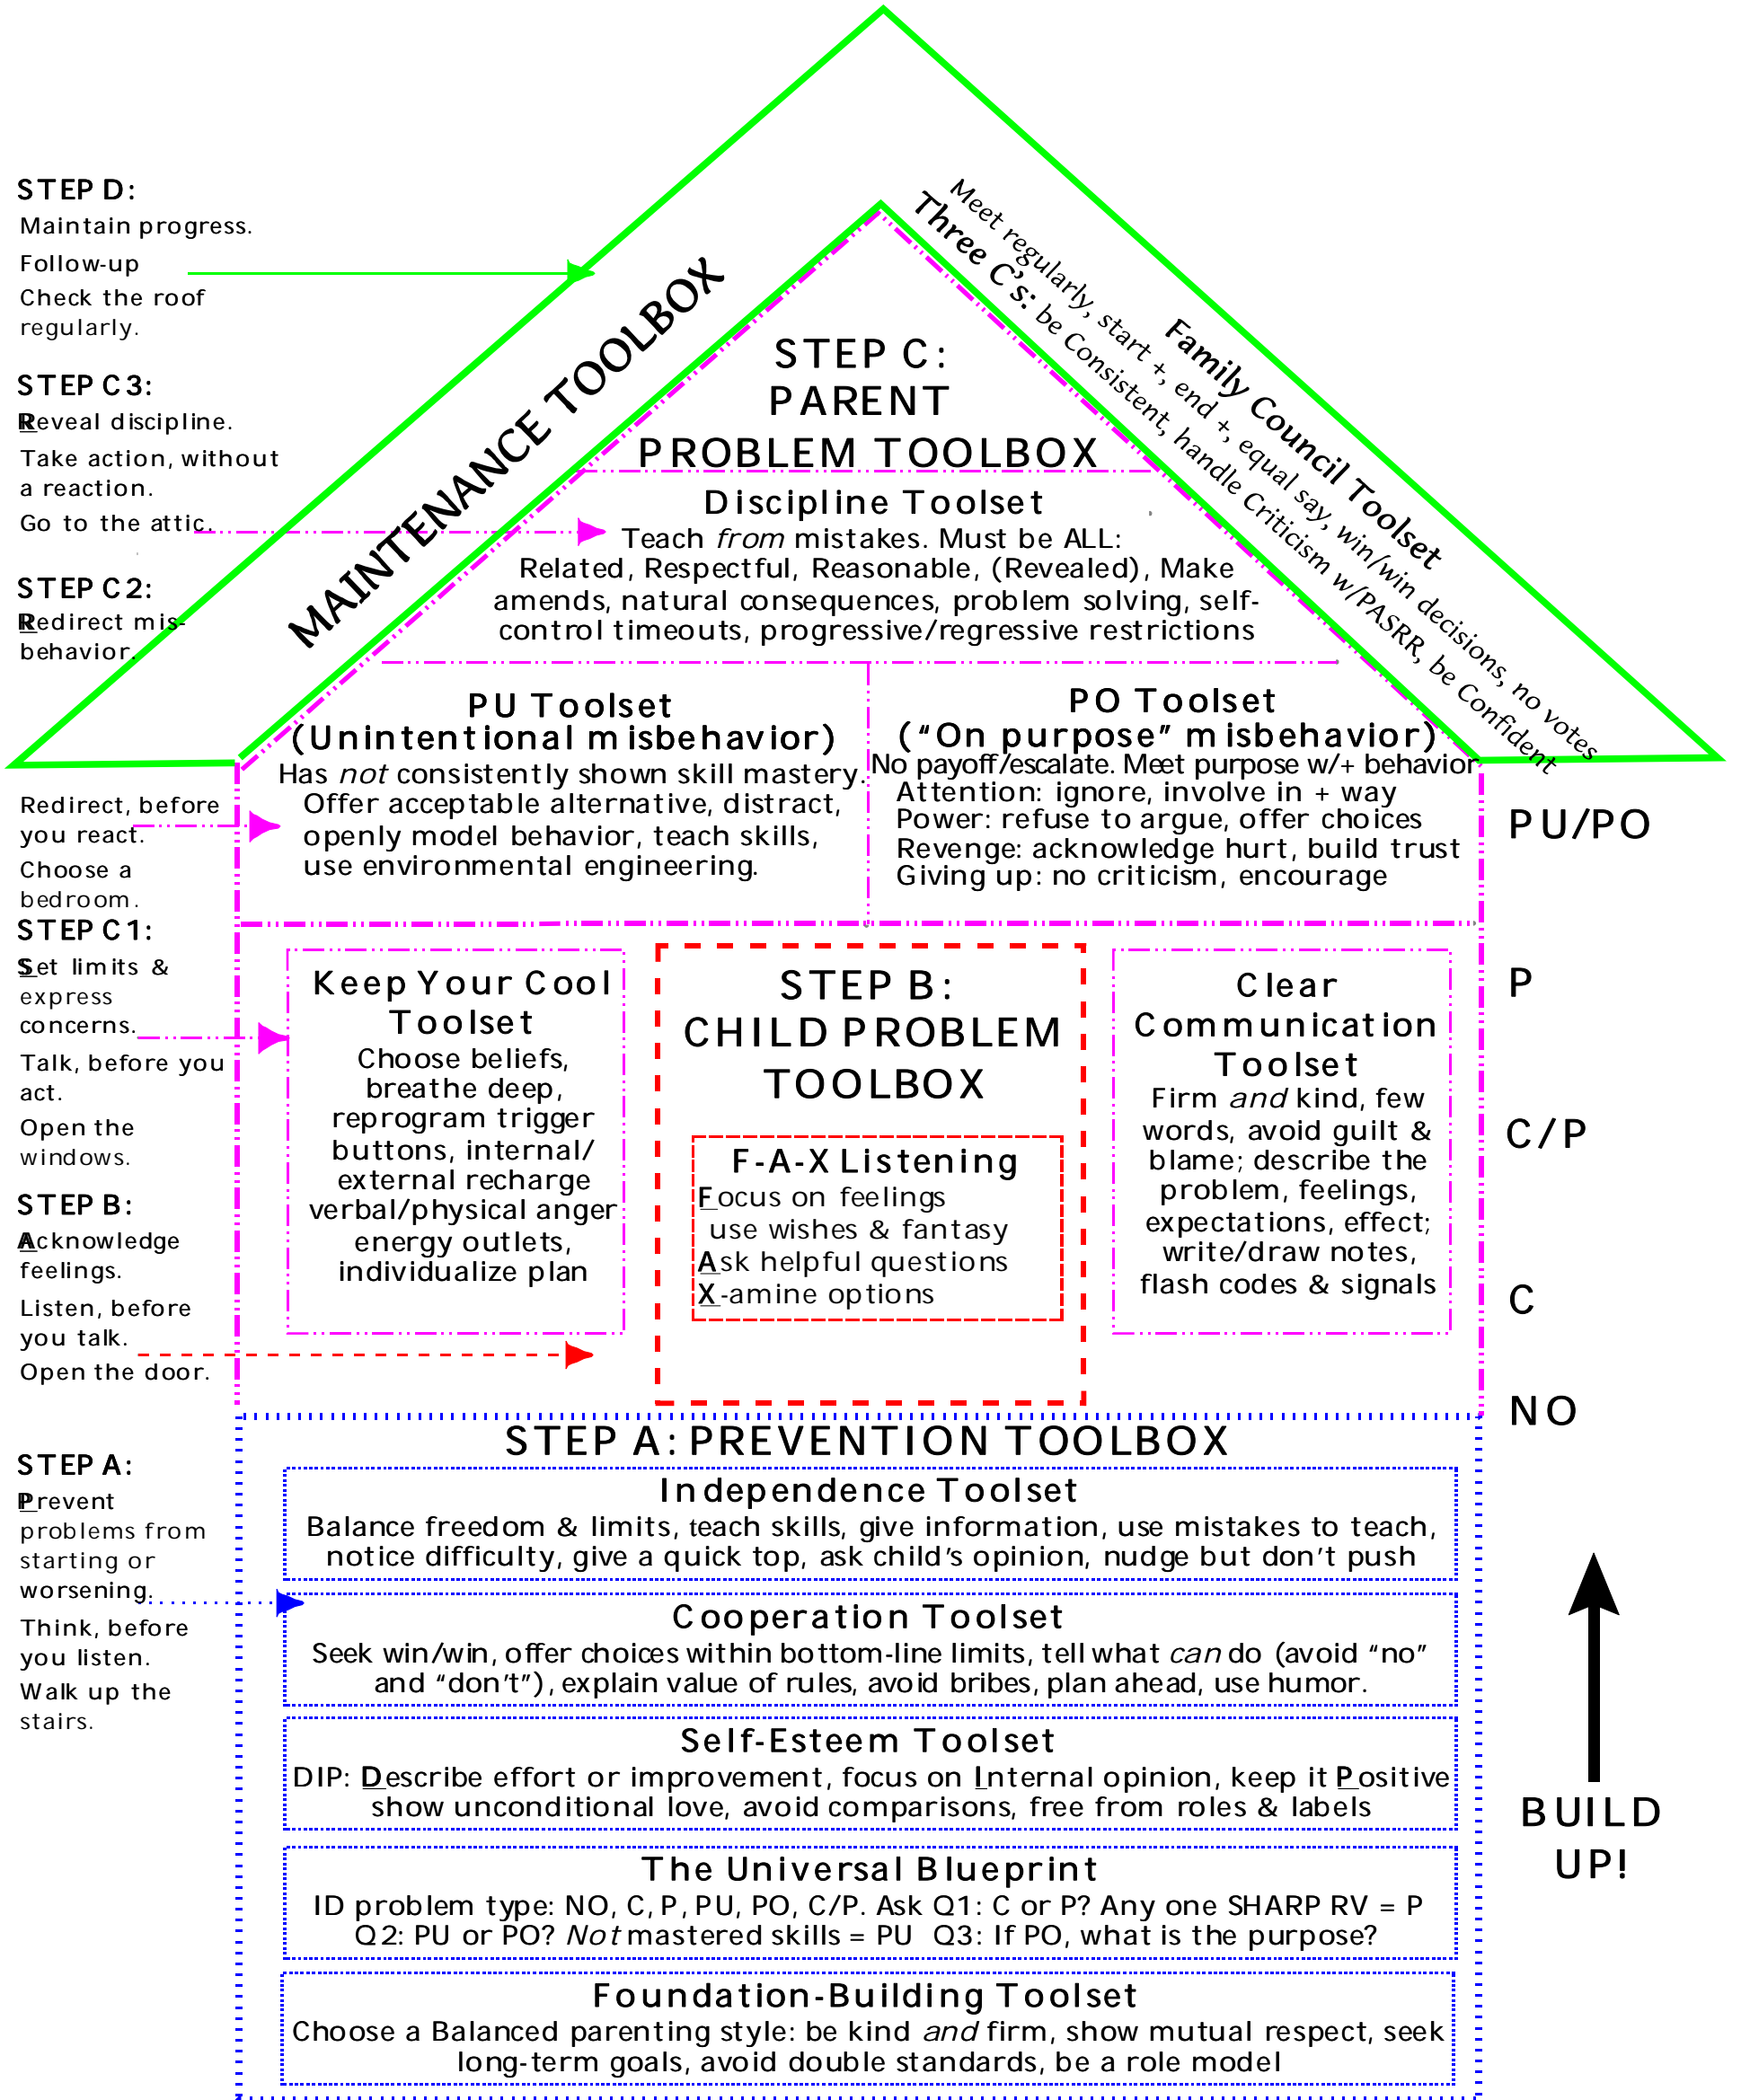 STEP D:
Maintain progress.
Follow-up
Check the roof
regularly.
STEP C3:
Reveal discipline.
Take action, without
a reaction.
Go to the attic.
STEP C2:
Redirect mis-
behavior.
Redirect, before
you react.
Choose a
bedroom.
STEP C1:
Set limits &
express
concerns.
Talk, before you
act.
Open the
windows.
STEP B:
Acknowledge
feelings.
Listen, before
you talk.
Open the door.
STEP A:
Prevent
problems from
starting or
worsening.
Think, before
you listen.
Walk up the
stairs.
MAINTENANCE TOOLBOX
Family Council Toolset
Meet regularly, start +, end +, equal say, win/win decisions, no votes
Three C's: be Consistent, handle Criticism w/PASRR, be Confident
STEP C:
PARENT
PROBLEM TOOLBOX
Discipline Toolset
Teach from mistakes. Must be ALL:
Related, Respectful, Reasonable, (Revealed), Make
amends, natural consequences, problem solving, self-
control timeouts, progressive/regressive restrictions
PU Toolset
(Unintentional misbehavior)
Has not consistently shown skill mastery.
Offer acceptable alternative, distract,
openly model behavior, teach skills,
use environmental engineering.
PO Toolset
("On purpose" misbehavior)
No payoff/escalate. Meet purpose w/+ behavior
Attention: ignore, involve in + way
Power: refuse to argue, offer choices
Revenge: acknowledge hurt, build trust
Giving up: no criticism, encourage
Keep Your Cool
Toolset
Choose beliefs,
breathe deep,
reprogram trigger
buttons, internal/
external recharge
verbal/physical anger
energy outlets,
individualize plan
STEP B:
CHILD PROBLEM
TOOLBOX
F-A-X Listening
Focus on feelings
use wishes & fantasy
Ask helpful questions
X-amine options
Clear
Communication
Toolset
Firm and kind, few
words, avoid guilt &
blame; describe the
problem, feelings,
expectations, effect;
write/draw notes,
flash codes & signals
STEP A: PREVENTION TOOLBOX
Independence Toolset
Balance freedom & limits, teach skills, give information, use mistakes to teach,
notice difficulty, give a quick top, ask child's opinion, nudge but don't push
Cooperation Toolset
Seek win/win, offer choices within bottom-line limits, tell what can do (avoid "no"
and "don't"), explain value of rules, avoid bribes, plan ahead, use humor.
Self-Esteem Toolset
DIP: Describe effort or improvement, focus on Internal opinion, keep it Positive
show unconditional love, avoid comparisons, free from roles & labels
The Universal Blueprint
ID problem type: NO, C, P, PU, PO, C/P. Ask Q1: C or P? Any one SHARP RV = P
Q2: PU or PO? Not mastered skills = PU Q3: If PO, what is the purpose?
Foundation-Building Toolset
Choose a Balanced parenting style: be kind and firm, show mutual respect, seek
long-term goals, avoid double standards, be a role model
PU/PO
P
C/P
C
NO
BUILD
UP!